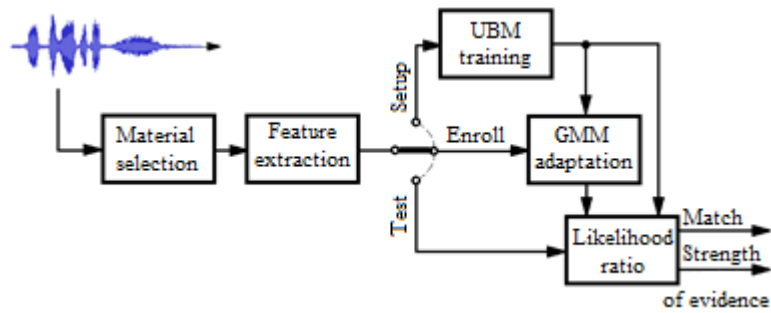 UBM
training
Setup
Material
selection
Feature
extraction
Enroll
GMM
adaptation
Test
Likelihood
ratio
Match
Strength
of evidence